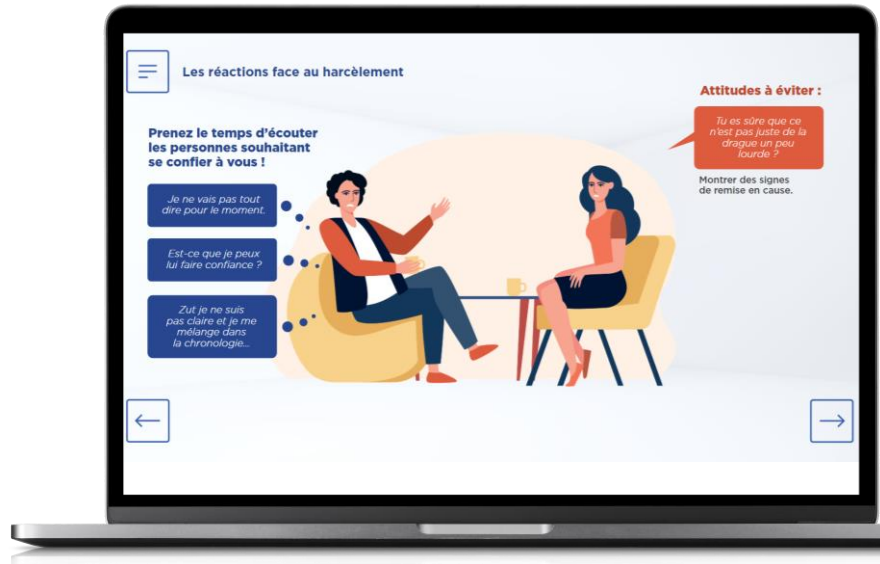 Les réactions face au harcèlement
Prenez le temps d'écouter
les personnes souhaitant
se confier à vous !
Je ne vais pas tout
dire pour le moment.
Est-ce que je peux
lui faire confiance ?
Zut je ne suis
pas claire et je me
mélange dans
la chronologie...
Attitudes à éviter :
Tu es sûre que ce
n'est pas juste de la
drague un peu
lourde ?
Montrer des signes
de remise en cause.